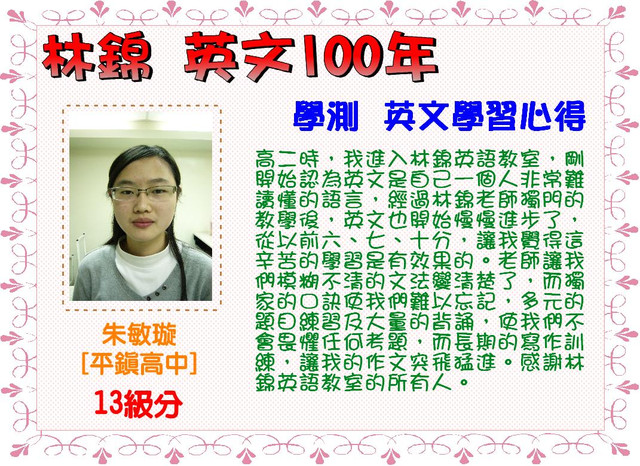 林錦 英文100年
學測 英文學習心得
高二時，我進入林錦英語教室，剛
開始認為英文是自己一個人非常難
讀懂的語言，經過林錦老師獨門的
教學後，英文也開始慢慢進步了，
從以前六、七、十分，讓我覺得這
辛苦的學習是有效果的。老師讓我
們模糊不清的文法變清楚了，而獨
家的口訣使我們難以忘記，多元的
題目練習及大量的背誦，使我們不
會畏懼任何考題，而長期的寫作訓
練，讓我的作文突飛猛進。感謝林
錦英語教室的所有人。
朱敏璇
[平鎮高中]
13級分